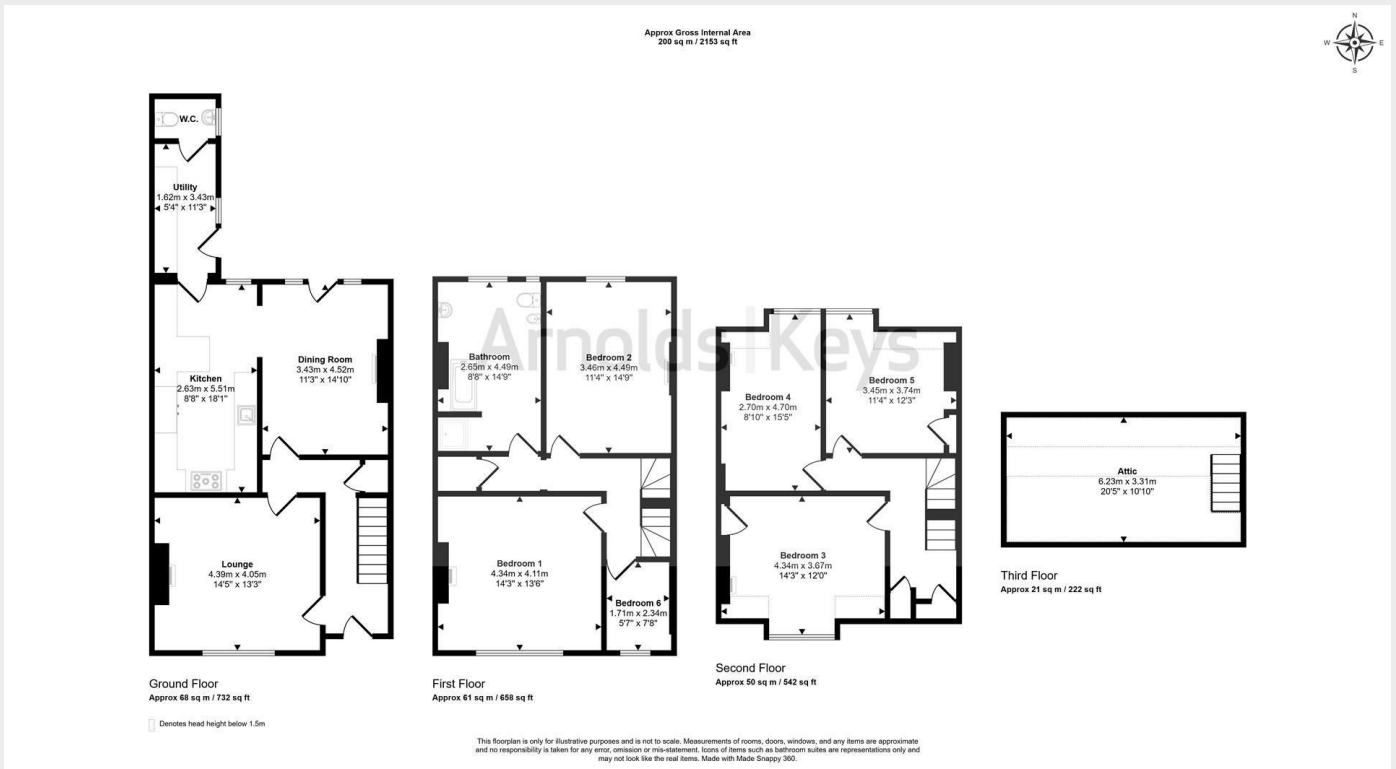 Approx Gross Internal Area
200 sq m / 2153 sq ft
N
W
E
S
W.C.
Utility
1.62m x 3.43m
5'4" x 11'3"
Dining Room
3.43m x 4.52m
11'3" x 14'10"
Kitchen
2.63m x 5.51m
8'8" x 18'1"
Lounge
4.39m x 4.05m
14'5" x 13'3"
Ground Floor
Approx 68 sq m / 732 sq ft
Denotes head height below 1.5m
Arnolds Keys
Bathroom
2.65m x 4.49m
8'8" x 14'9"
Bedroom 2
3.46m x 4.49m
11'4" x 14'9"
Bedroom 1
4.34m x 4.11m
14'3" x 13'6"
Bedroom 6
1.71m x 2.34m
5'7" x 7'8"
First Floor
Approx 61 sq m / 658 sq ft
Bedroom 5
3.45m x 3.74m
11'4" x 12'3"
Bedroom 4
2.70m x 4.70m
8'10" x 15'5"
Bedroom 3
4.34m x 3.67m
14'3" x 12'0"
Second Floor
Approx 50 sq m / 542 sq ft
Attic
6.23m x 3.31m
20'5" x 10'10"
Third Floor
Approx 21 sq m / 222 sq ft
This floorplan is only for illustrative purposes and is not to scale. Measurements of rooms, doors, windows, and any items are approximate
and no responsibility is taken for any error, omission or mis-statement. Icons of items such as bathroom suites are representations only and
may not look like the real items. Made with Made Snappy 360.